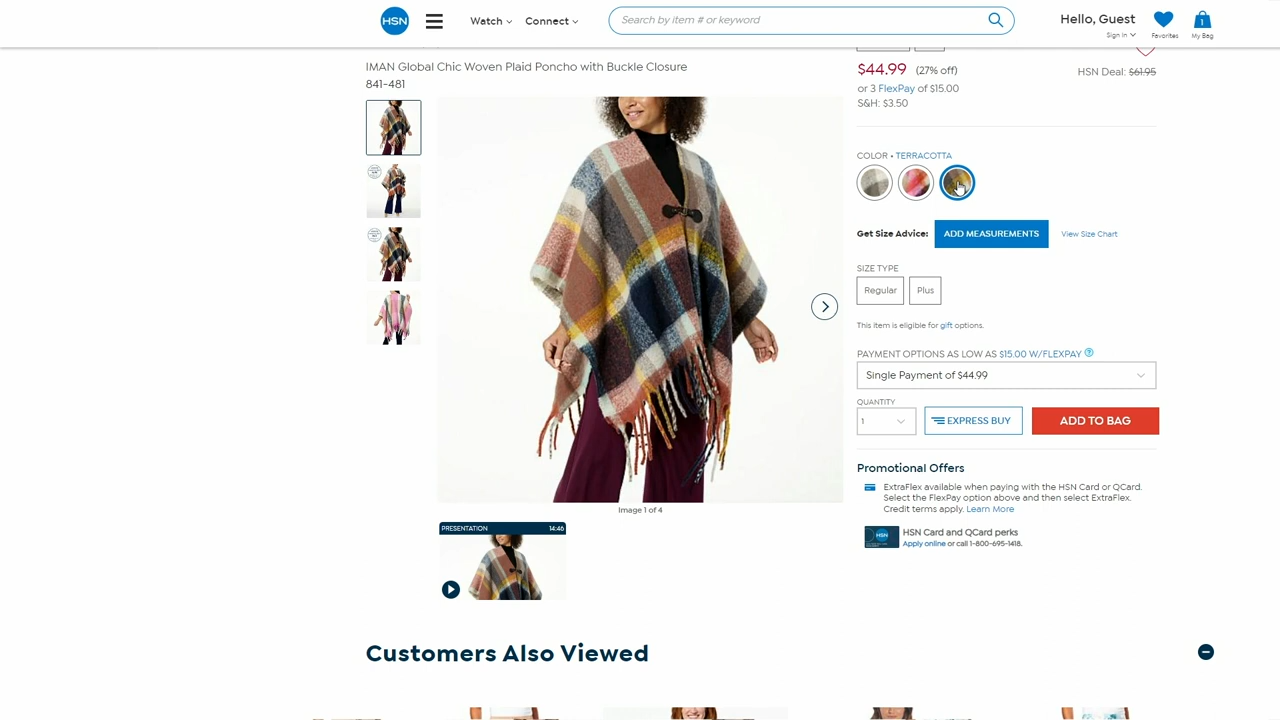 HSN
Watch
Connect
Search by item # or keyword
Hello, Guest
Sign In
Favorites
1
My Bag
IMAN Global Chic Woven Plaid Poncho with Buckle Closure
841-481
$44.99 (27% off)
HSN Deal: $61.95
or 3 FlexPay of $15.00
S&H: $3.50
COLOR • TERRACOTTA
Get Size Advice: ADD MEASUREMENTS View Size Chart
SIZE TYPE
Regular Plus
This item is eligible for gift options.
PAYMENT OPTIONS AS LOW AS $15.00 W/FLEXPAY
Single Payment of $44.99
QUANTITY
1 EXPRESS BUY ADD TO BAG
Promotional Offers
ExtraFlex available when paying with the HSN Card or QCard.
Select the FlexPay option above and then select ExtraFlex.
Credit terms apply. Learn More
HSN
HSN Card and QCard perks
Apply online or call 1-800-695-1418.
Image 1 of 4
PRESENTATION 14:46
Customers Also Viewed